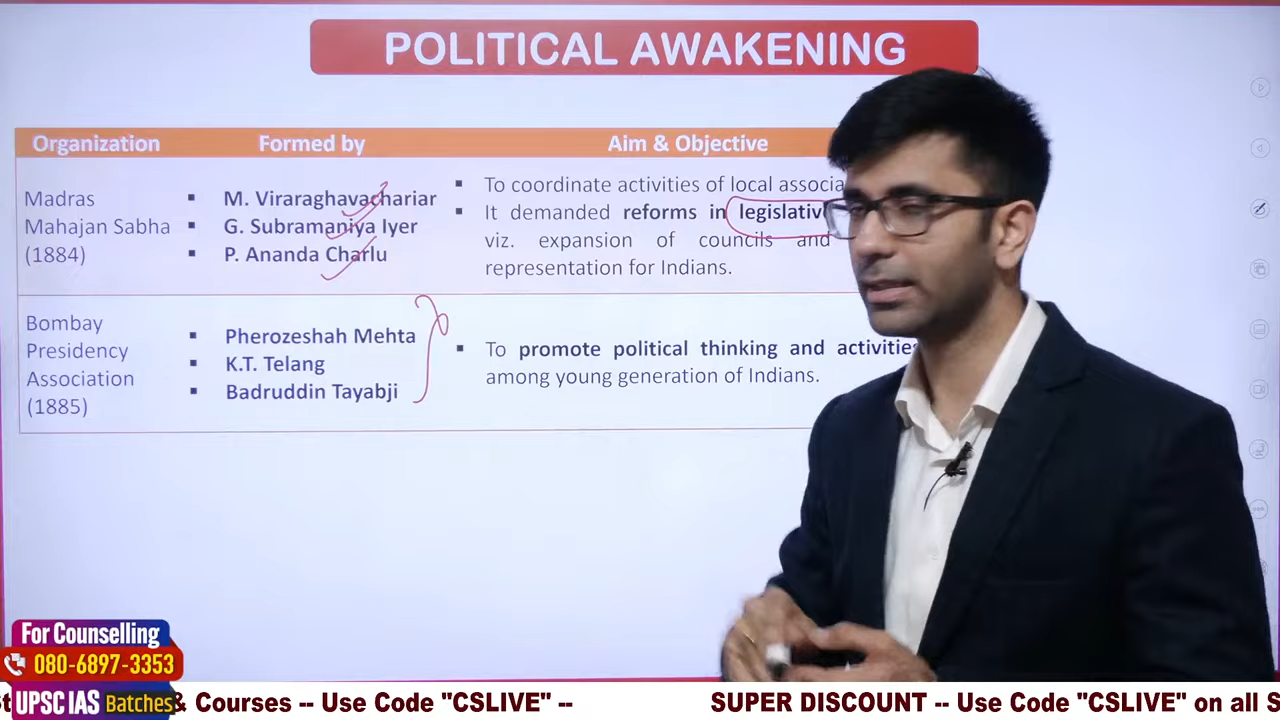 POLITICAL AWAKENING
Organization Formed by Aim & Objective
Madras
Mahajan Sabha
(1884)
▪ M. Viraraghavachariar
▪ G. Subramaniya Iyer
▪ P. Ananda Charlu
▪ To coordinate activities of local associa
▪ It demanded reforms in legislativ
viz. expansion of councils and
representation for Indians.
Bombay
Presidency
Association
(1885)
▪ Pherozeshah Mehta
▪ K.T. Telang
▪ Badruddin Tayabji
▪ To promote political thinking and activities
among young generation of Indians.
For Counselling
080-6897-3353
UPSC IAS Batches
& Courses -- Use Code "CSLIVE" -- SUPER DISCOUNT -- Use Code "CSLIVE" on all S